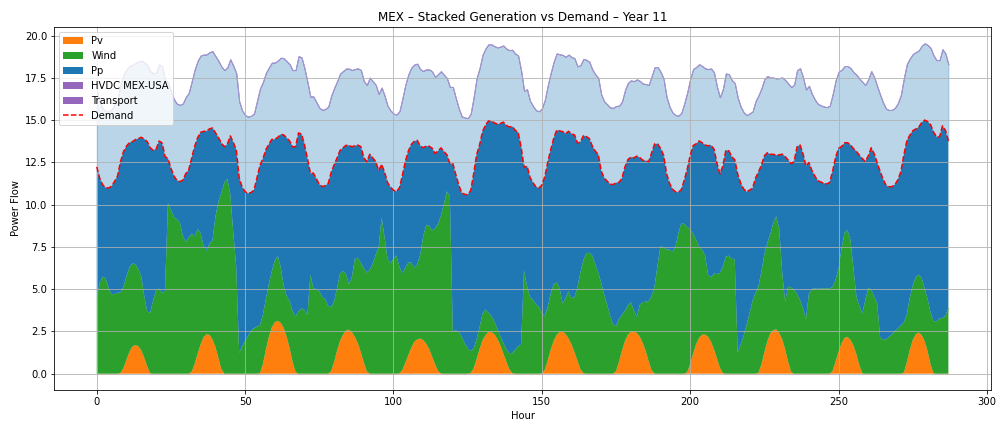 MEX – Stacked Generation vs Demand – Year 11
20.0
17.5
15.0
12.5
10.0
7.5
5.0
2.5
0.0
Power Flow
Pv
Wind
Pp
HVDC MEX-USA
Transport
Demand
0 50 100 150 200 250 300
Hour